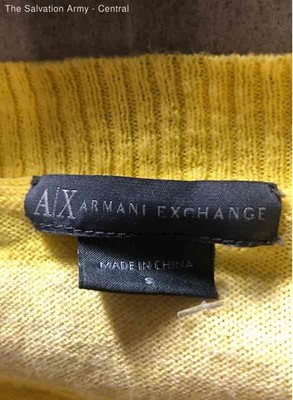 The Salvation Army - Central
A|X ARMANI EXCHANGE
MADE IN CHINA
S